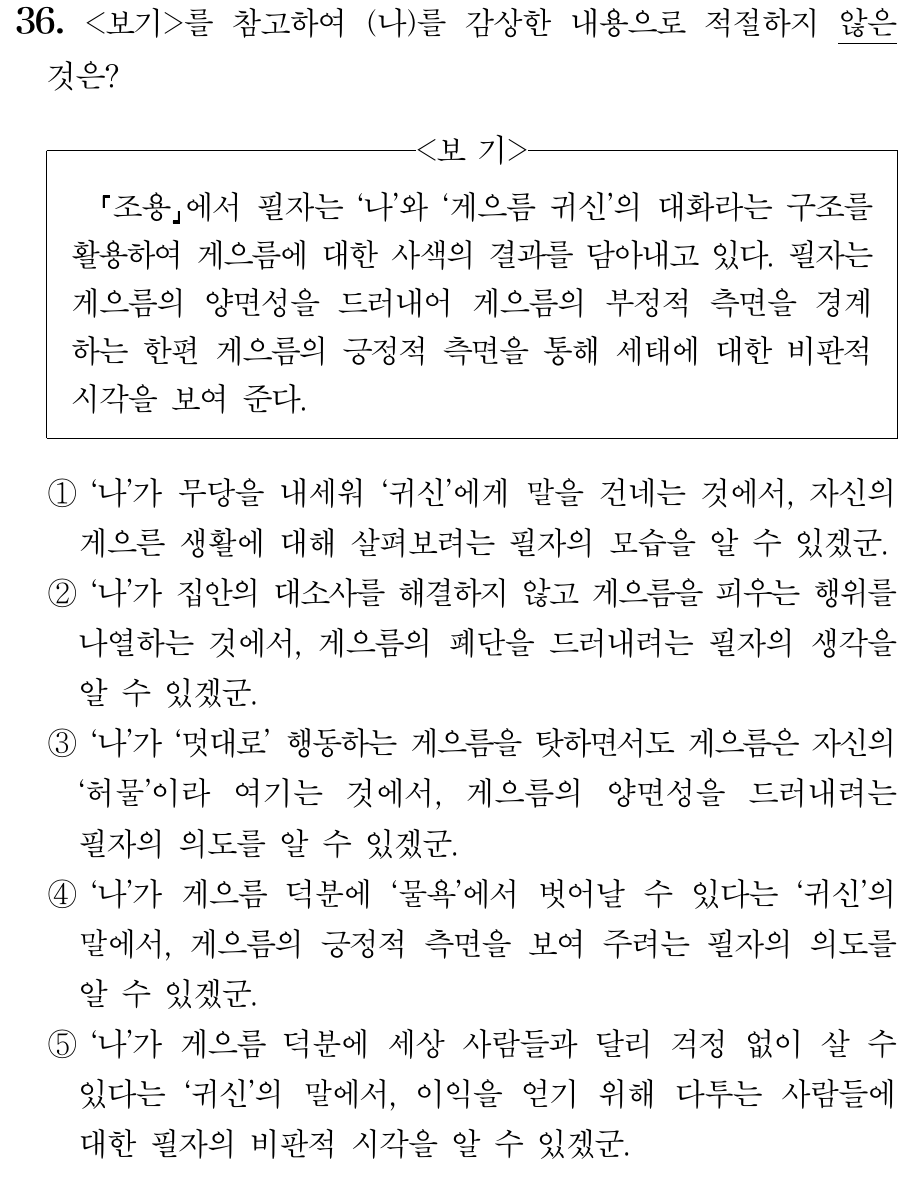 36. <보기>를 참고하여 (나)를 감상한 내용으로 적절하지 않은
것은?
<보 기>
『조용』에서 필자는 ‘나’와 ‘게으름 귀신’의 대화라는 구조를
활용하여 게으름에 대한 사색의 결과를 담아내고 있다. 필자는
게으름의 양면성을 드러내어 게으름의 부정적 측면을 경계
하는 한편 게으름의 긍정적 측면을 통해 세태에 대한 비판적
시각을 보여 준다.
① ‘나’가 무당을 내세워 ‘귀신’에게 말을 건네는 것에서, 자신의
게으른 생활에 대해 살펴보려는 필자의 모습을 알 수 있겠군.
② ‘나’가 집안의 대소사를 해결하지 않고 게으름을 피우는 행위를
나열하는 것에서, 게으름의 폐단을 드러내려는 필자의 생각을
알 수 있겠군.
③ ‘나’가 ‘멋대로’ 행동하는 게으름을 탓하면서도 게으름은 자신의
‘허물’이라 여기는 것에서, 게으름의 양면성을 드러내려는
필자의 의도를 알 수 있겠군.
④ ‘나’가 게으름 덕분에 ‘물욕’에서 벗어날 수 있다는 ‘귀신’의
말에서, 게으름의 긍정적 측면을 보여 주려는 필자의 의도를
알 수 있겠군.
⑤ ‘나’가 게으름 덕분에 세상 사람들과 달리 걱정 없이 살 수
있다는 ‘귀신’의 말에서, 이익을 얻기 위해 다투는 사람들에
대한 필자의 비판적 시각을 알 수 있겠군.